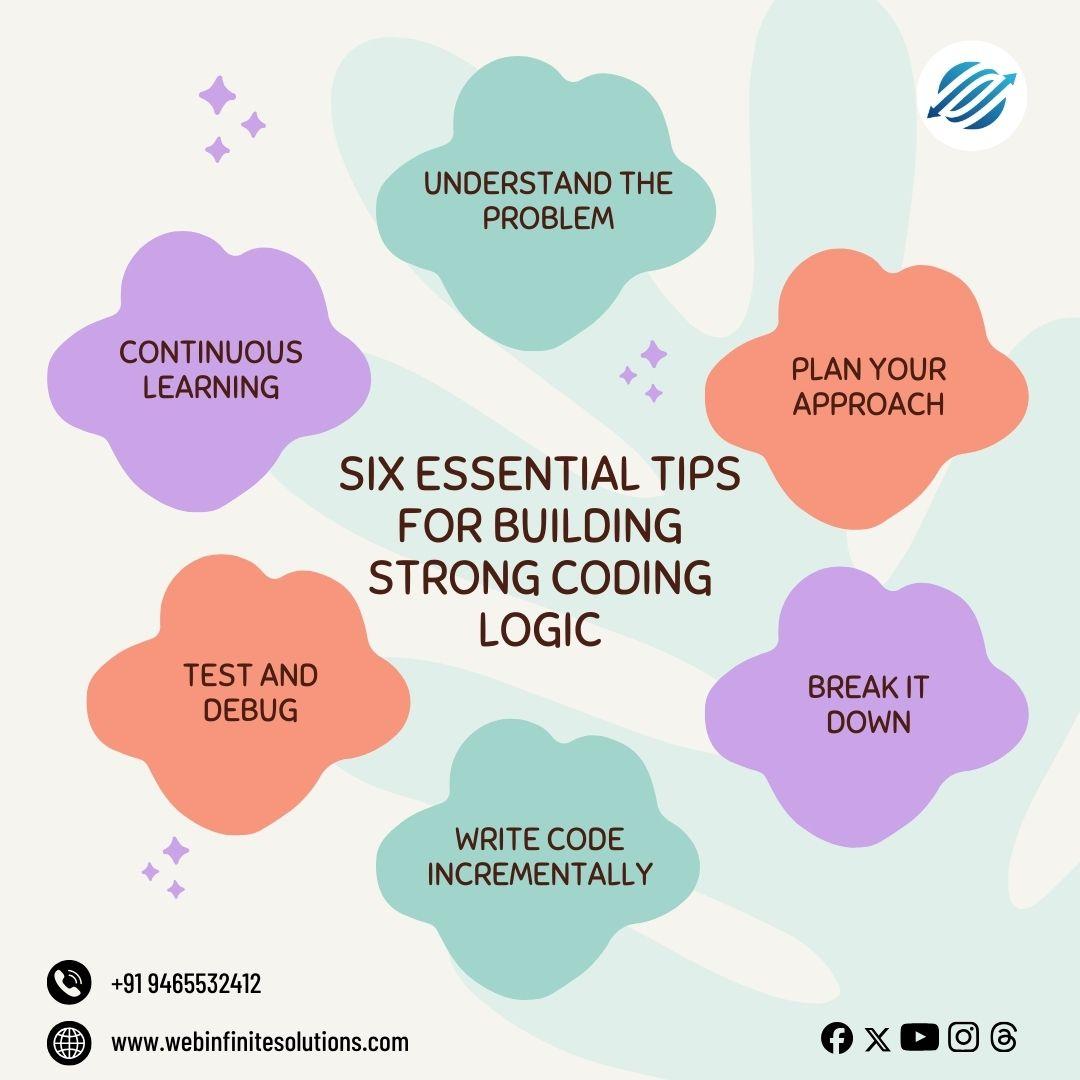 UNDERSTAND THE
PROBLEM
CONTINUOUS
LEARNING
PLAN YOUR
APPROACH
SIX ESSENTIAL TIPS
FOR BUILDING
STRONG CODING
LOGIC
TEST AND
DEBUG
BREAK IT
DOWN
WRITE CODE
INCREMENTALLY
+91 9465532412
www.webinfinitesolutions.com